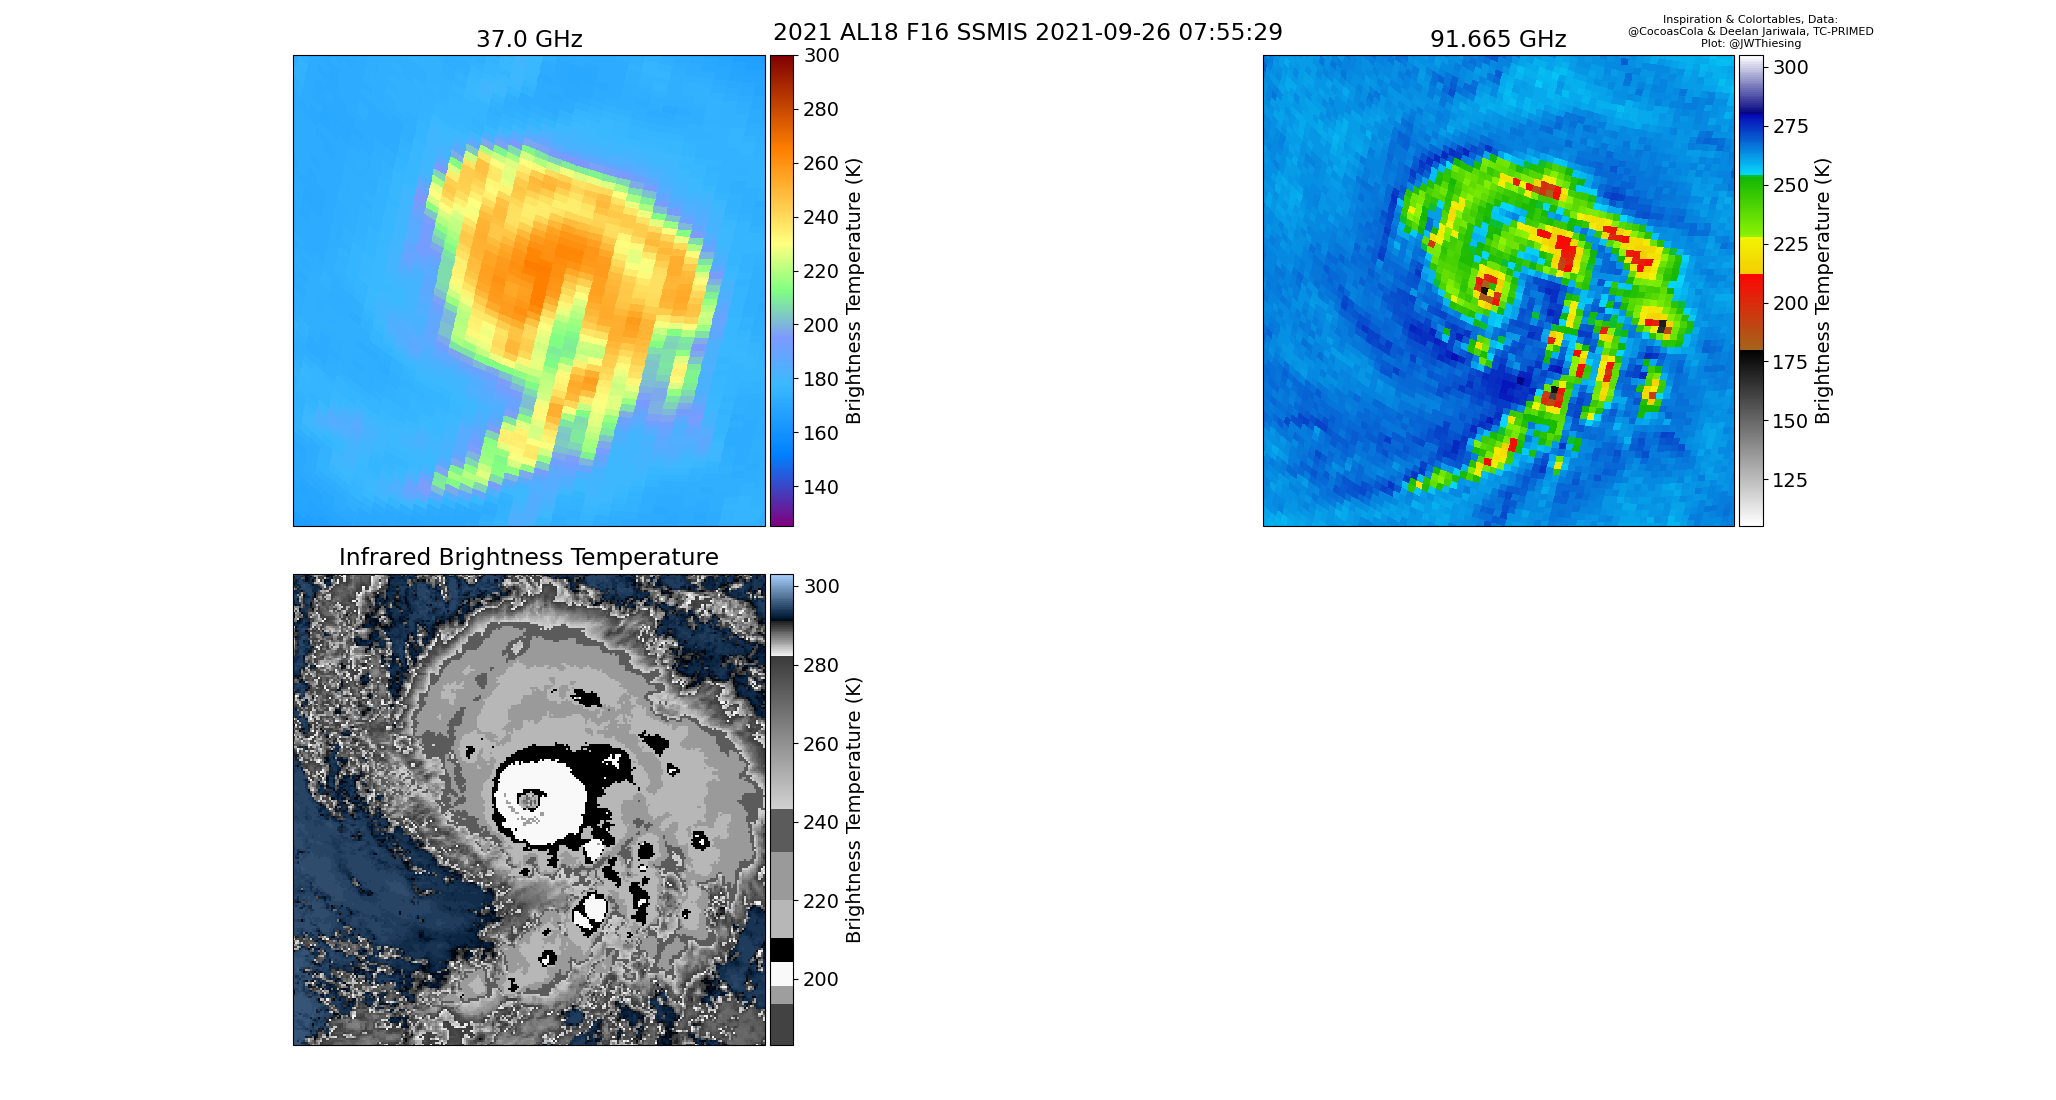 2021 AL18 F16 SSMIS 2021-09-26 07:55:29
Inspiration & Colortables, Data:
@CocoasCola & Deelan Jariwala, TC-PRIMED
Plot: @JWThiesing
37.0 GHz
300
280
260
240
220
200
180
160
140
Brightness Temperature (K)
91.665 GHz
300
275
250
225
200
175
150
125
Brightness Temperature (K)
Infrared Brightness Temperature
300
280
260
240
220
200
Brightness Temperature (K)